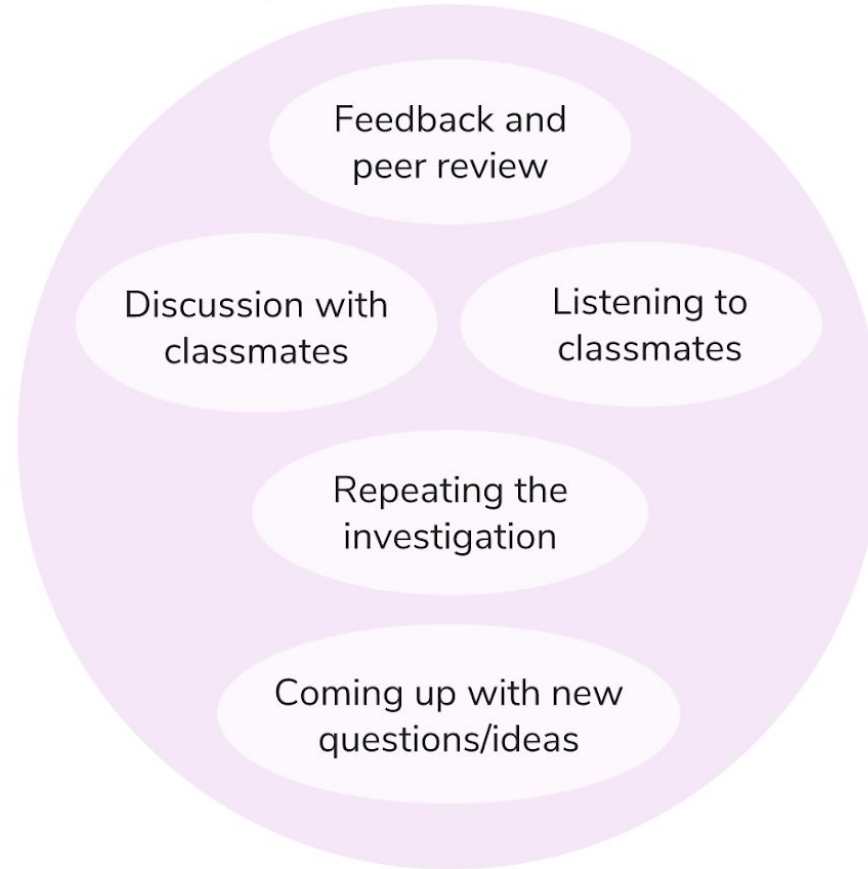 Feedback and
peer review
Discussion with
classmates
Listening to
classmates
Repeating the
investigation
Coming up with new
questions/ideas